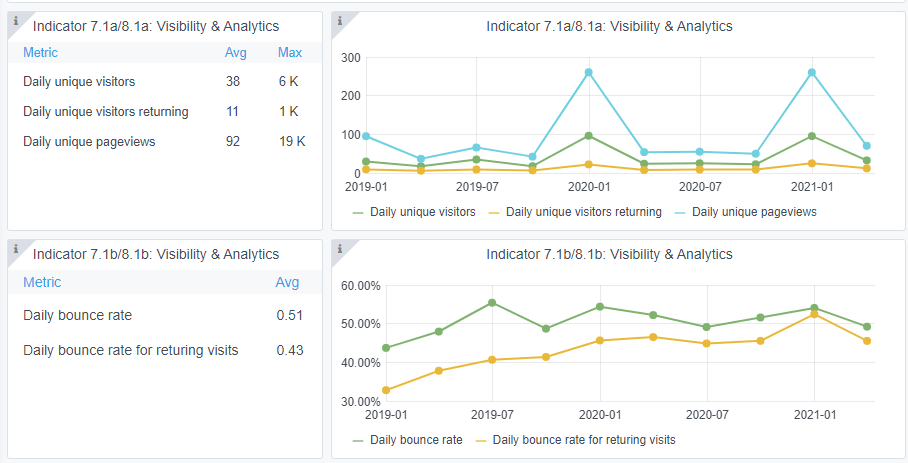 Indicator 7.1a/8.1a: Visibility & Analytics
Metric Avg Max
Daily unique visitors 38 6 K
Daily unique visitors returning 11 1 K
Daily unique pageviews 92 19 K
Indicator 7.1a/8.1a: Visibility & Analytics
300
200
100
0
2019-01 2019-07 2020-01 2020-07 2021-01
Daily unique visitors Daily unique visitors returning Daily unique pageviews
Indicator 7.1b/8.1b: Visibility & Analytics
Metric Avg
Daily bounce rate 0.51
Daily bounce rate for returing visits 0.43
Indicator 7.1b/8.1b: Visibility & Analytics
60.00%
50.00%
40.00%
30.00%
2019-01 2019-07 2020-01 2020-07 2021-01
Daily bounce rate Daily bounce rate for returing visits